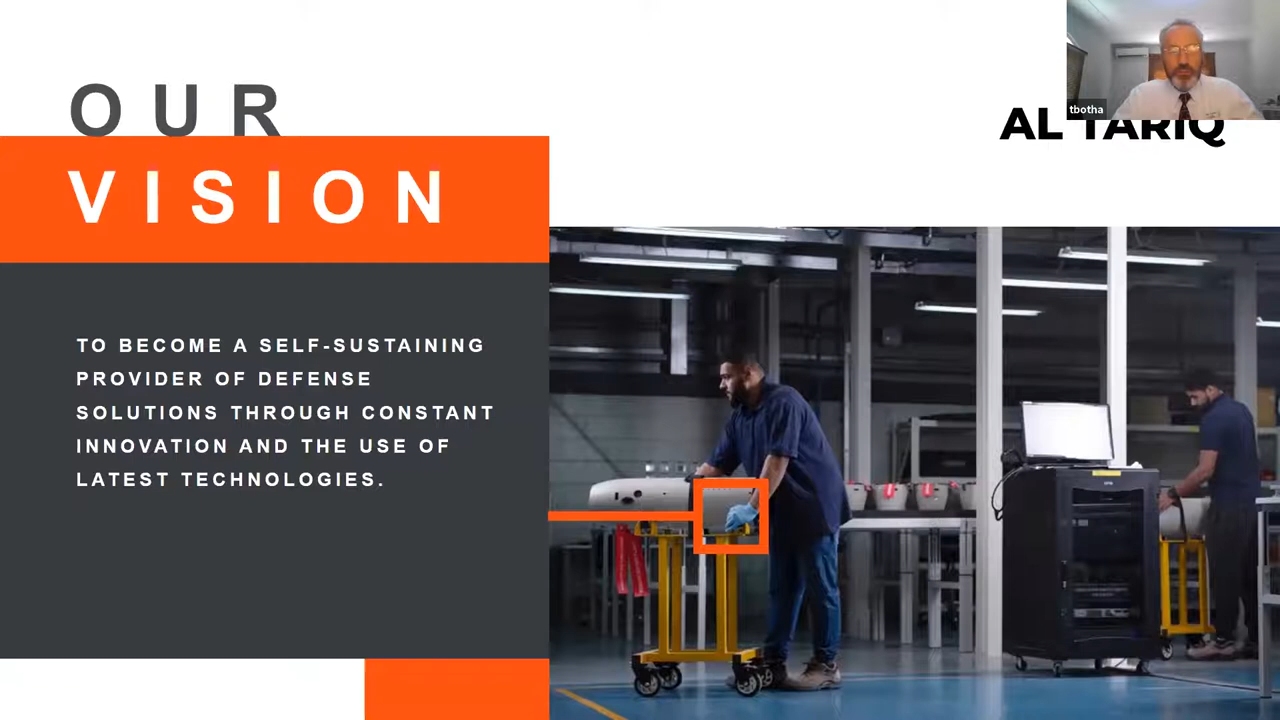 OUR
VISION
TO BECOME A SELF-SUSTAINING
PROVIDER OF DEFENSE
SOLUTIONS THROUGH CONSTANT
INNOVATION AND THE USE OF
LATEST TECHNOLOGIES.
tbotha
AL TARIQ